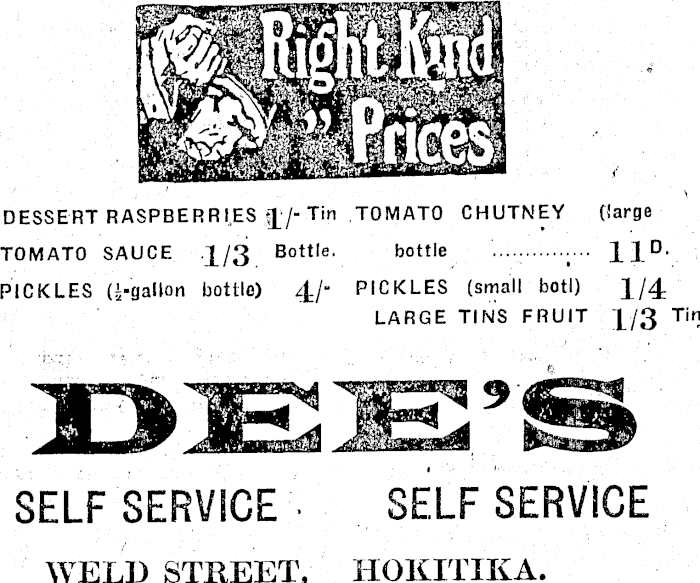 Right Kind
" Prices
DESSERT RASPBERRIES 1/- Tin
TOMATO SAUCE 1/3 Bottle.
PICKLES (½-gallon bottle) 4/-
TOMATO CHUTNEY (large
bottle ............... 11D.
PICKLES (small botl) 1/4
LARGE TINS FRUIT 1/3 Tin
DEE'S
SELF SERVICE SELF SERVICE
WELD STREET, HOKITIKA.